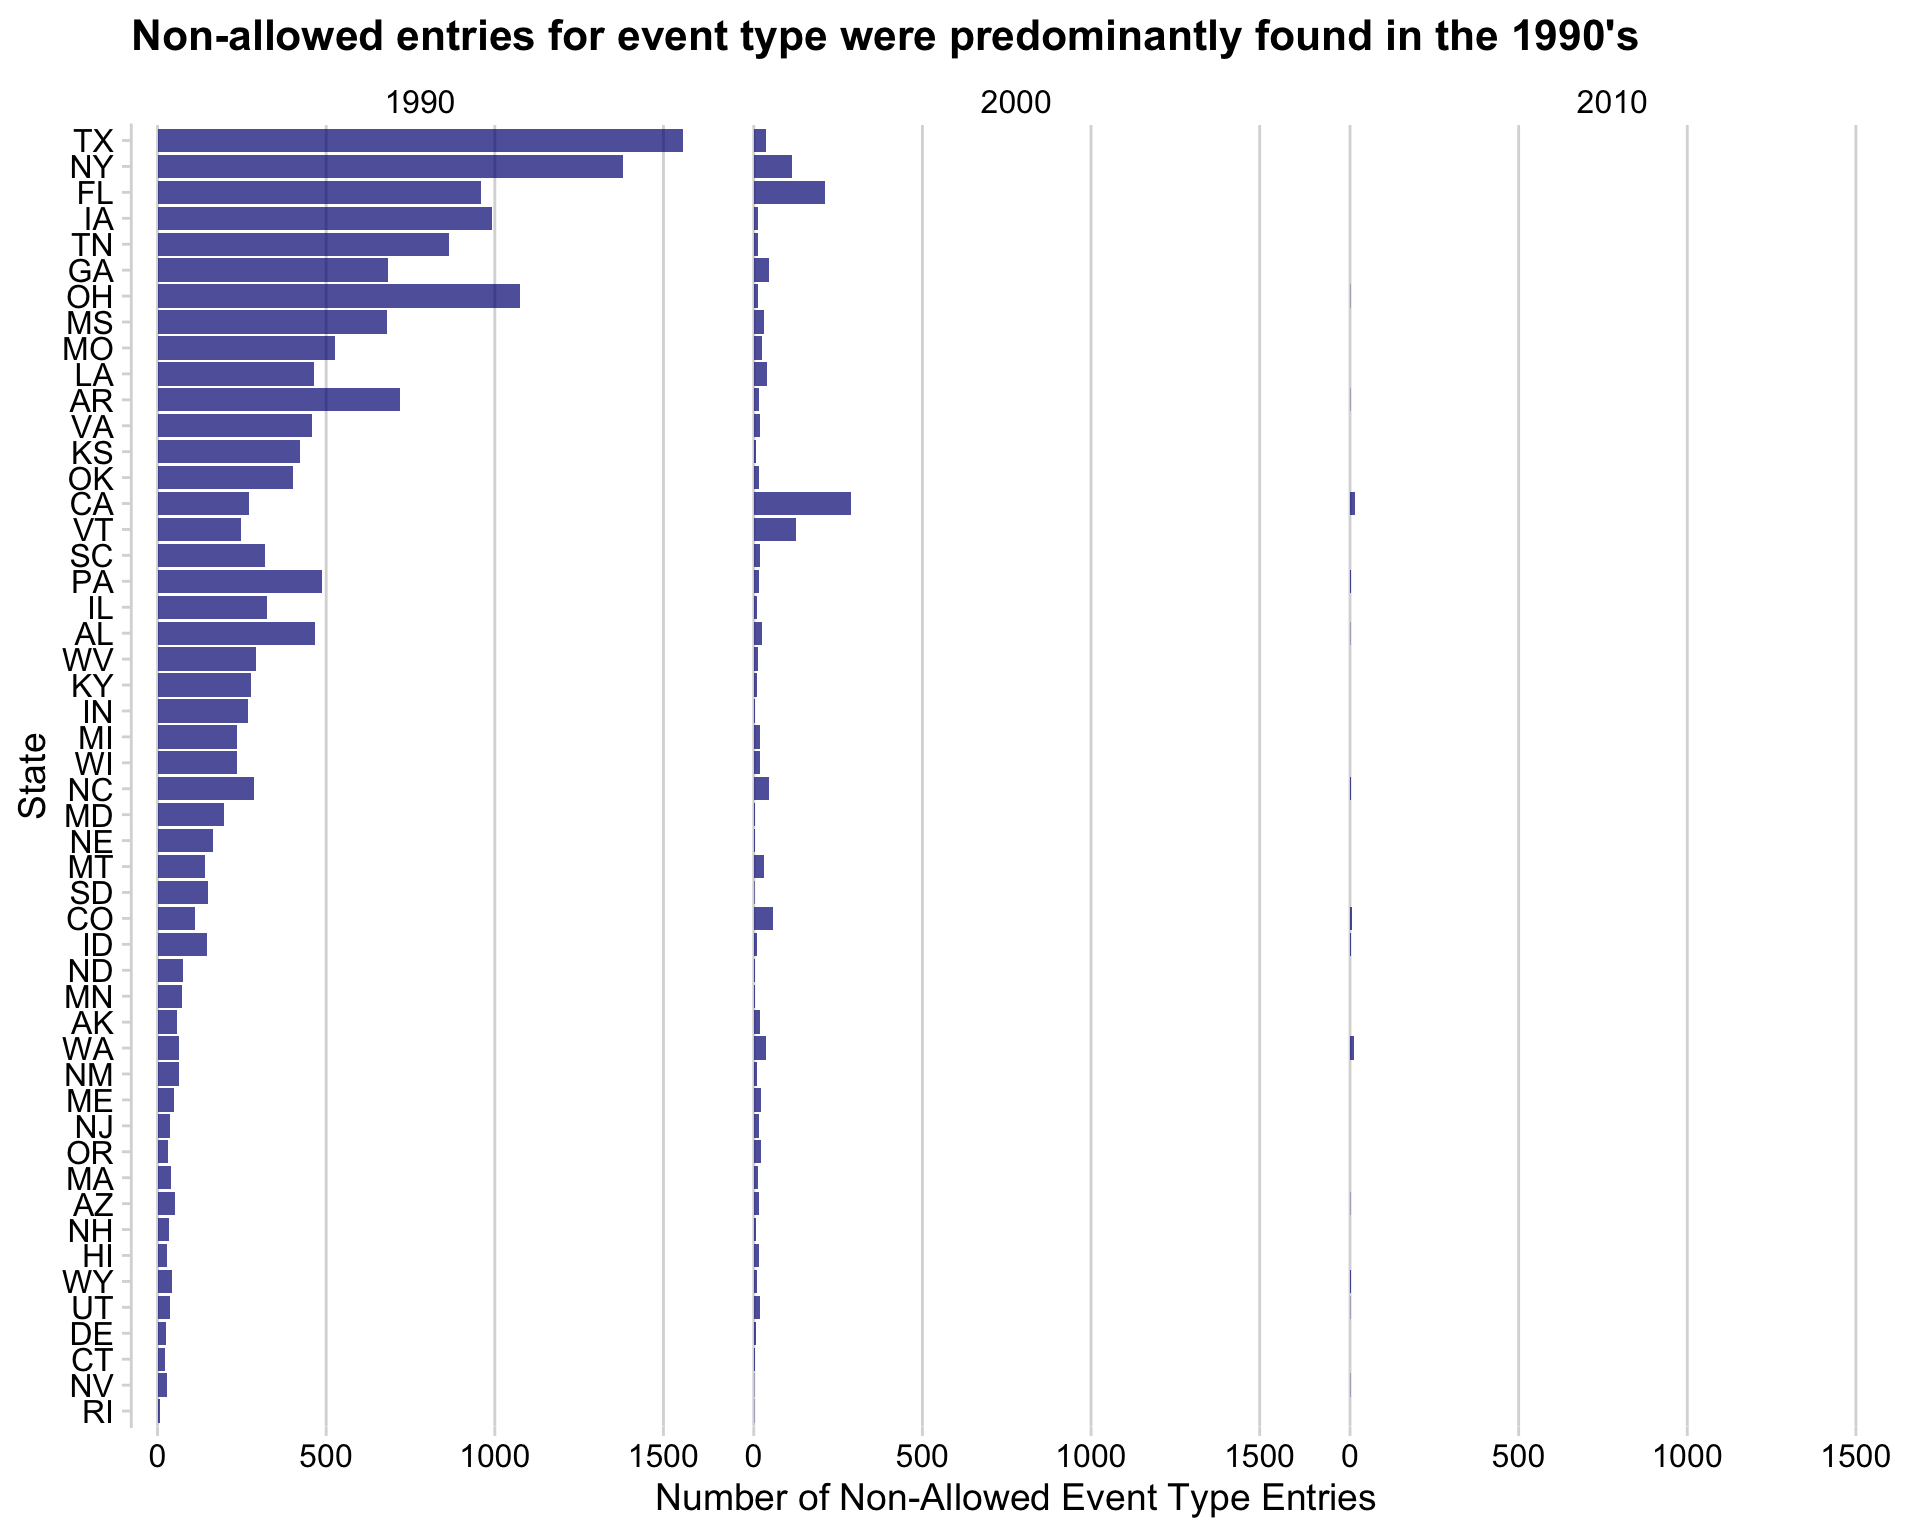 Non-allowed entries for event type were predominantly found in the 1990's
1990 2000 2010
TX
NY
FL
IA
TN
GA
OH
MS
MO
LA
AR
VA
KS
OK
CA
VT
SC
PA
IL
AL
WV
KY
IN
MI
WI
NC
MD
NE
MT
SD
CO
ID
ND
MN
AK
WA
NM
ME
NJ
OR
MA
AZ
NH
HI
WY
UT
DE
CT
NV
RI
State
0 500 1000 1500 0 500 1000 1500 0 500 1000 1500
Number of Non-Allowed Event Type Entries